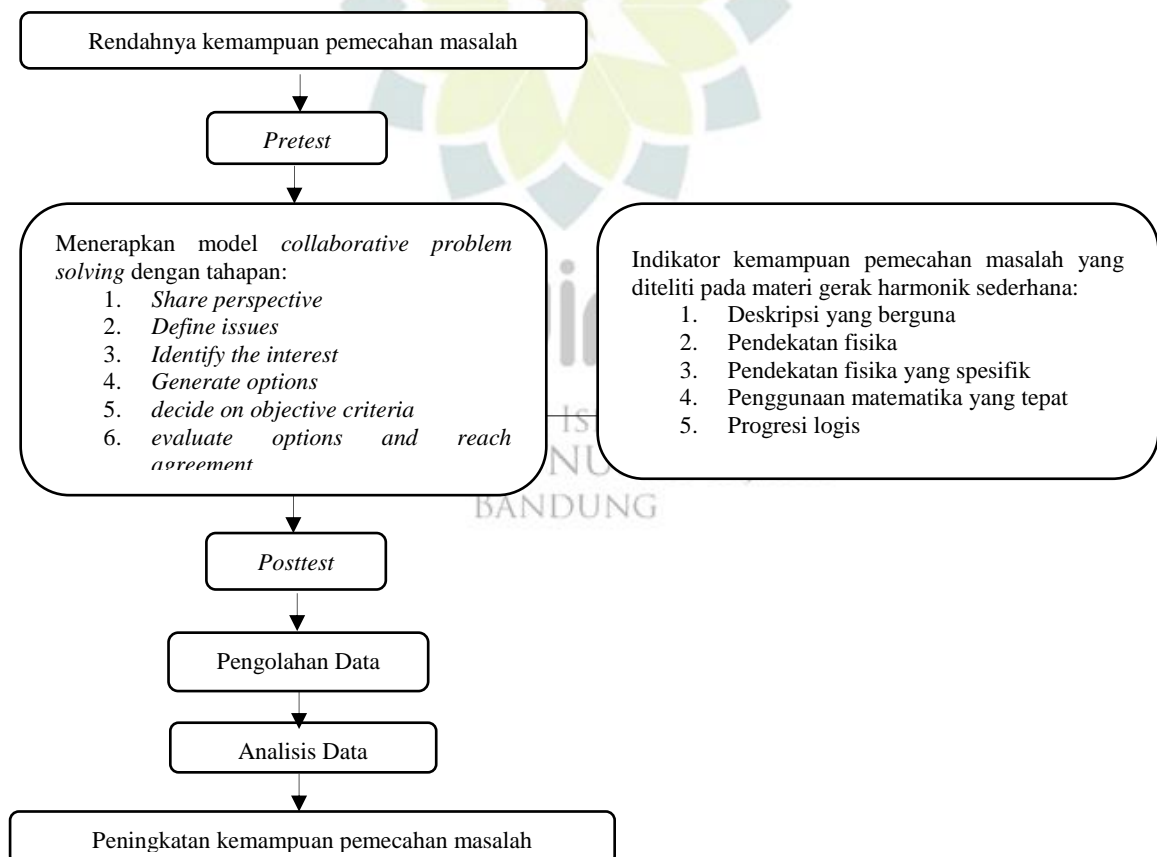 Rendahnya kemampuan pemecahan masalah
Pretest
Menerapkan model collaborative problem
solving dengan tahapan:
1. Share perspective
2. Define issues
3. Identify the interest
4. Generate options
5. decide on objective criteria
6. evaluate options and reach
agreement
Indikator kemampuan pemecahan masalah yang
diteliti pada materi gerak harmonik sederhana:
1. Deskripsi yang berguna
2. Pendekatan fisika
3. Pendekatan fisika yang spesifik
4. Penggunaan matematika yang tepat
5. Progresi logis
BANDUNG
Posttest
Pengolahan Data
Analisis Data
Peningkatan kemampuan pemecahan masalah